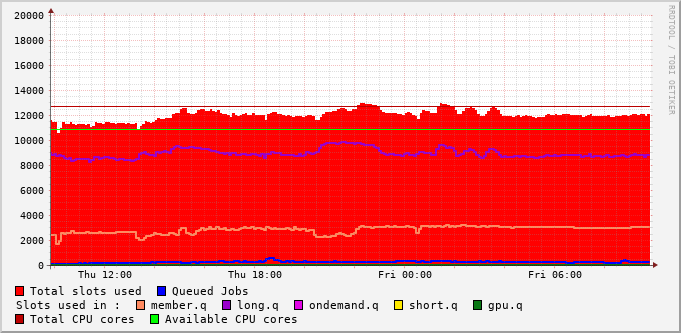 20000
18000
16000
14000
12000
10000
8000
6000
4000
2000
0
Thu 12:00 Thu 18:00 Fri 00:00 Fri 06:00
RRDTOOL / TOBI OETIKER
Total slots used Queued Jobs
Slots used in : member.q long.q ondemand.q short.q gpu.q
Total CPU cores Available CPU cores